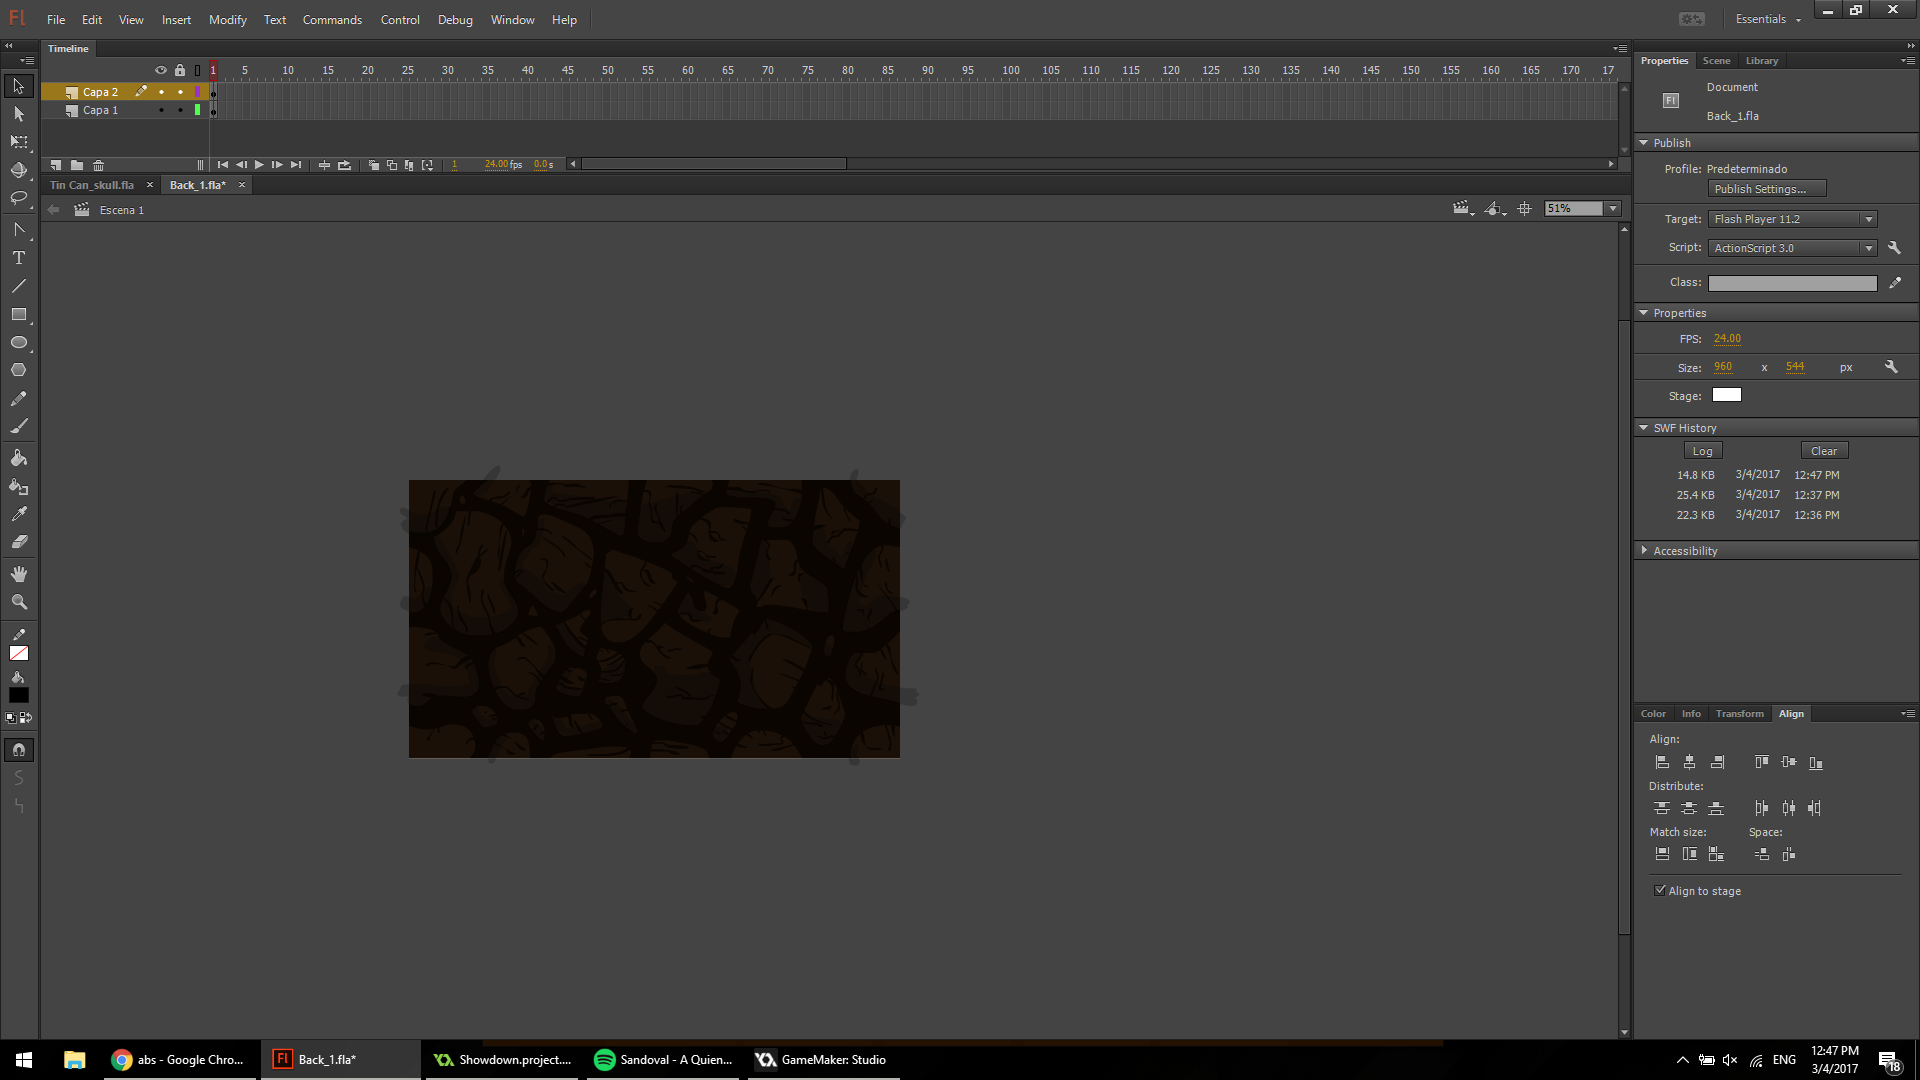 Fl File Edit View Insert Modify Text Commands Control Debug Window Help Essentials
Timeline
1 5 10 15 20 25 30 35 40 45 50 55 60 65 70 75 80 85 90 95 100 105 110 115 120 125 130 135 140 145 150 155 160 165 170 17
Capa 2
Capa 1
1 24.00 fps 0.0 s
Tin Can_skull.fla Back_1.fla*
Escena 1 51%
T
Properties Scene Library
Document
Fl
Back_1.fla
Publish
Profile: Predeterminado
Publish Settings...
Target: Flash Player 11.2
Script: ActionScript 3.0
Class:
Properties
FPS: 24.00
Size: 960 x 544 px
Stage:
SWF History
Log Clear
14.8 KB 3/4/2017 12:47 PM
25.4 KB 3/4/2017 12:37 PM
22.3 KB 3/4/2017 12:36 PM
Accessibility
Color Info Transform Align
Align:
Distribute:
Match size: Space:
Align to stage
abs - Google Chro... Fl Back_1.fla* Showdown.project.... Sandoval - A Quien... GameMaker: Studio ENG 12:47 PM
3/4/2017 18